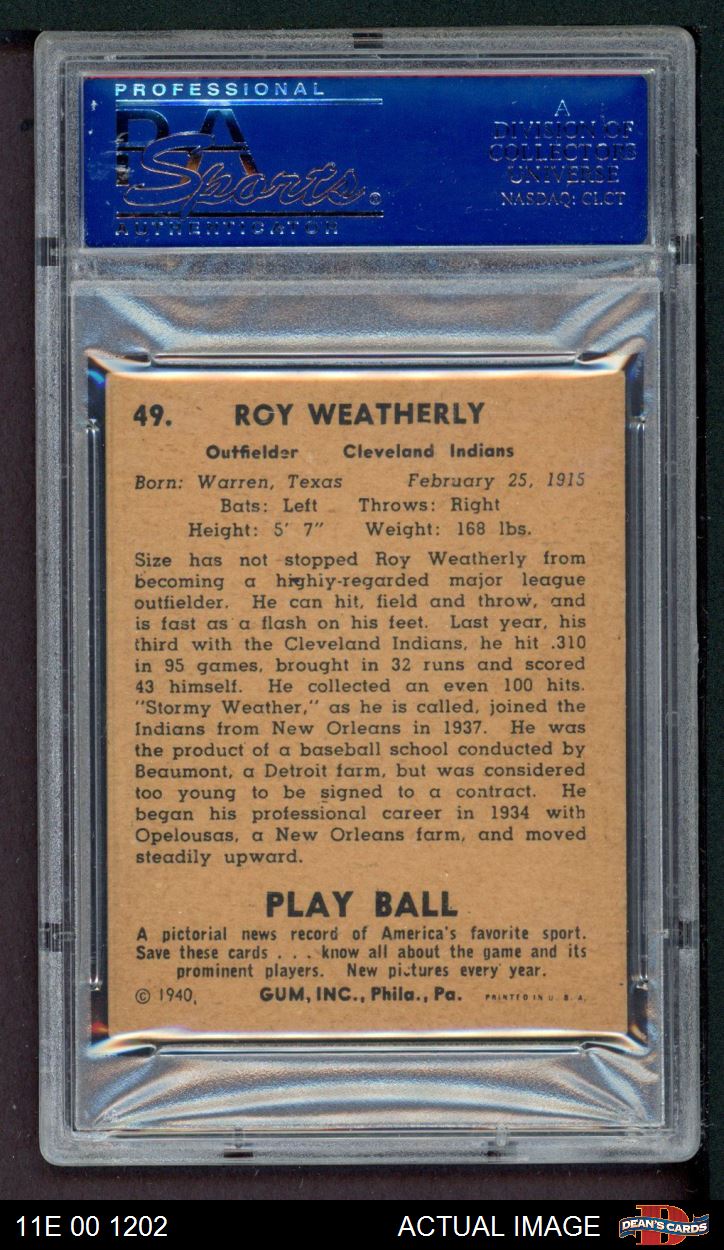 PROFESSIONAL
PSA
Sports®
AUTHENTICATOR
A
DIVISION OF
COLLECTORS
UNIVERSE
NASDAQ: CLCT
49. ROY WEATHERLY
Outfielder Cleveland Indians
Born: Warren, Texas February 25, 1915
Bats: Left Throws: Right
Height: 5' 7" Weight: 168 lbs.
Size has not stopped Roy Weatherly from
becoming a highly-regarded major league
outfielder. He can hit, field and throw, and
is fast as a flash on his feet. Last year, his
third with the Cleveland Indians, he hit .310
in 95 games, brought in 32 runs and scored
43 himself. He collected an even 100 hits.
"Stormy Weather," as he is called, joined the
Indians from New Orleans in 1937. He was
the product of a baseball school conducted by
Beaumont, a Detroit farm, but was considered
too young to be signed to a contract. He
began his professional career in 1934 with
Opelousas, a New Orleans farm, and moved
steadily upward.
PLAY BALL
A pictorial news record of America's favorite sport.
Save these cards . . . know all about the game and its
prominent players. New pictures every year.
© 1940, GUM, INC., Phila., Pa. PRINTED IN U. S. A.
11E 00 1202 ACTUAL IMAGE DEAN'S CARDS